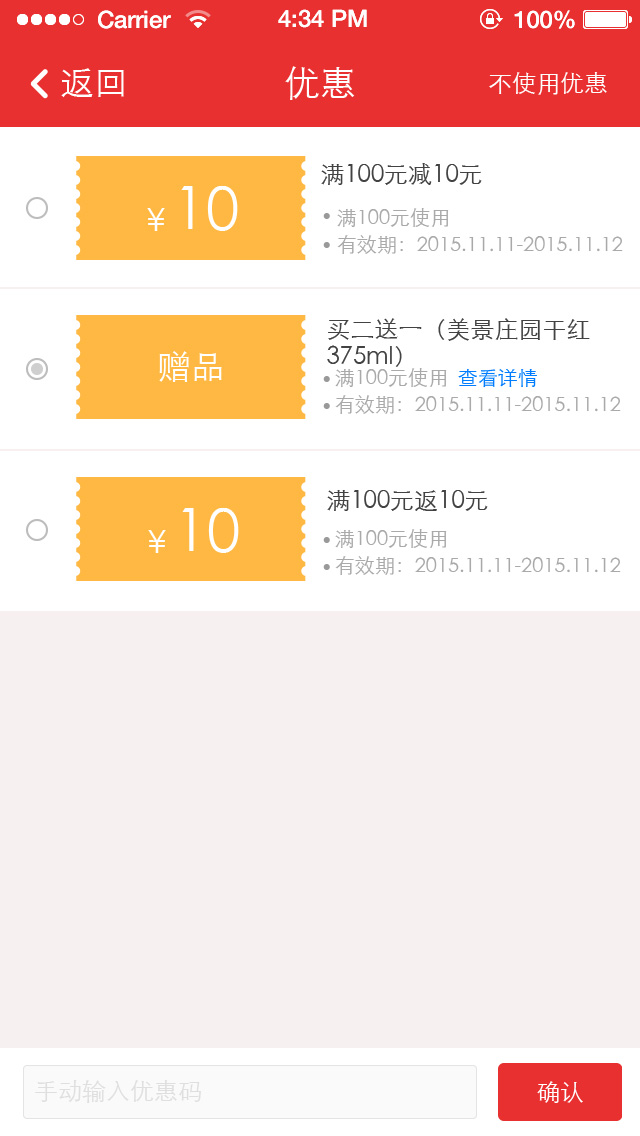 Carrier 4:34 PM 100%
返回 优惠 不使用优惠
¥ 10
满100元减10元
• 满100元使用
• 有效期：2015.11.11-2015.11.12
赠品
买二送一（美景庄园干红
375ml）
• 满100元使用 查看详情
• 有效期：2015.11.11-2015.11.12
¥ 10
满100元返10元
• 满100元使用
• 有效期：2015.11.11-2015.11.12
手动输入优惠码 确认